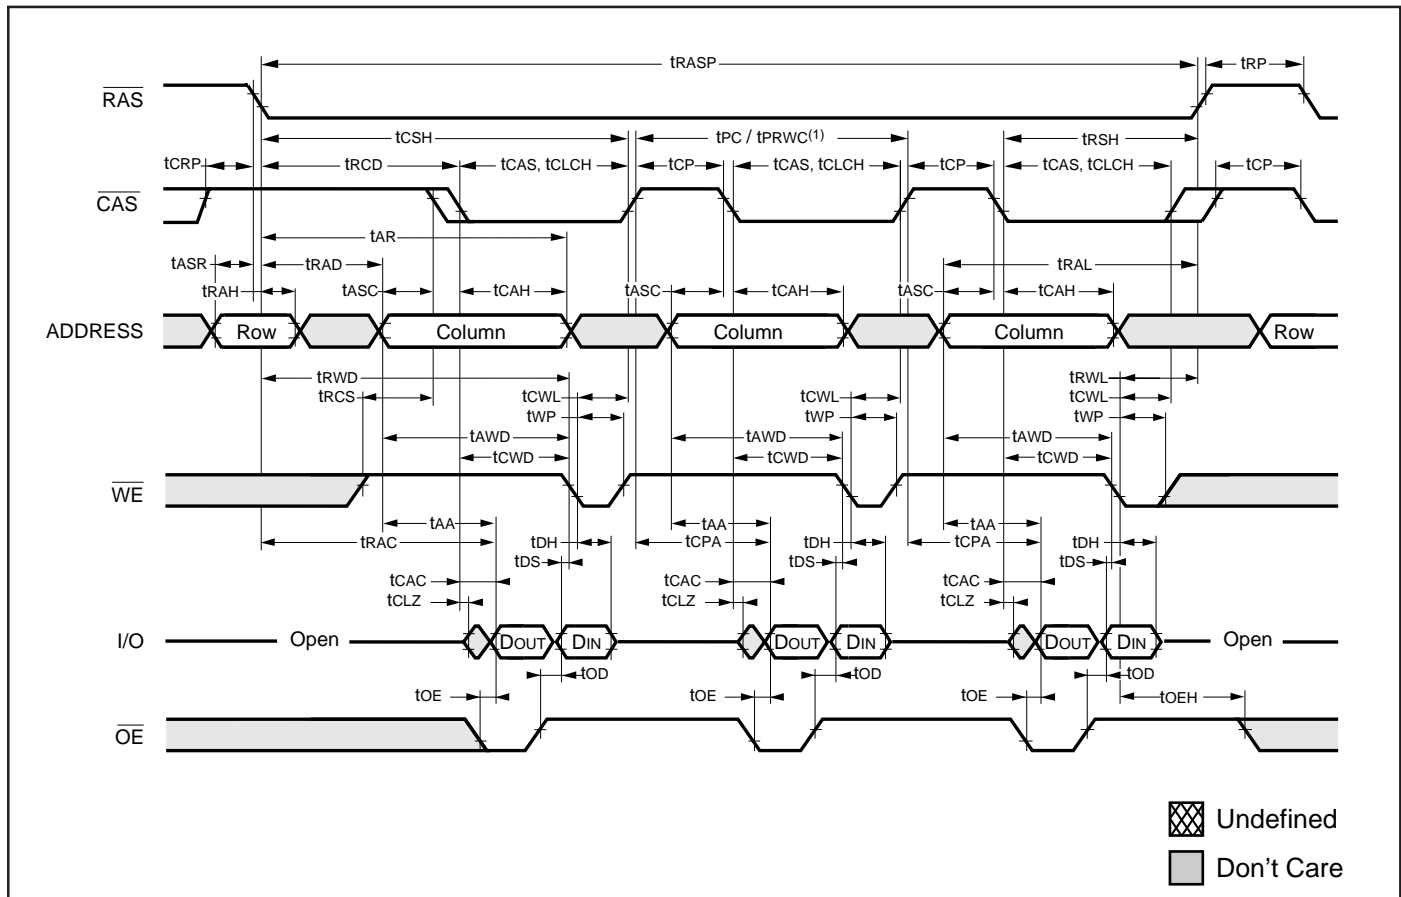 tRASP tRP
RAS
tCSH tPC / tPRWC(1) tRSH
tCRP tRCD tCAS, tCLCH tCP tCAS, tCLCH tCP tCAS, tCLCH tCP
CAS
tAR
tASR tRAD tRAL
tRAH tASC tCAH tASC tCAH tASC tCAH
ADDRESS Row Column Column Column Row
tRWD tRWL
tRCS tCWL tCWL tCWL
tWP tWP tWP
tAWD tAWD tAWD
tCWD tCWD tCWD
WE
tAA tAA tAA
tRAC tDH tCPA tDH tCPA tDH
tDS tDS tDS
tCAC tCAC tCAC
tCLZ tCLZ tCLZ
I/O Open DOUT DIN DOUT DIN DOUT DIN Open
tOD tOD tOD
tOE tOE tOE tOEH
OE
Undefined
Don't Care